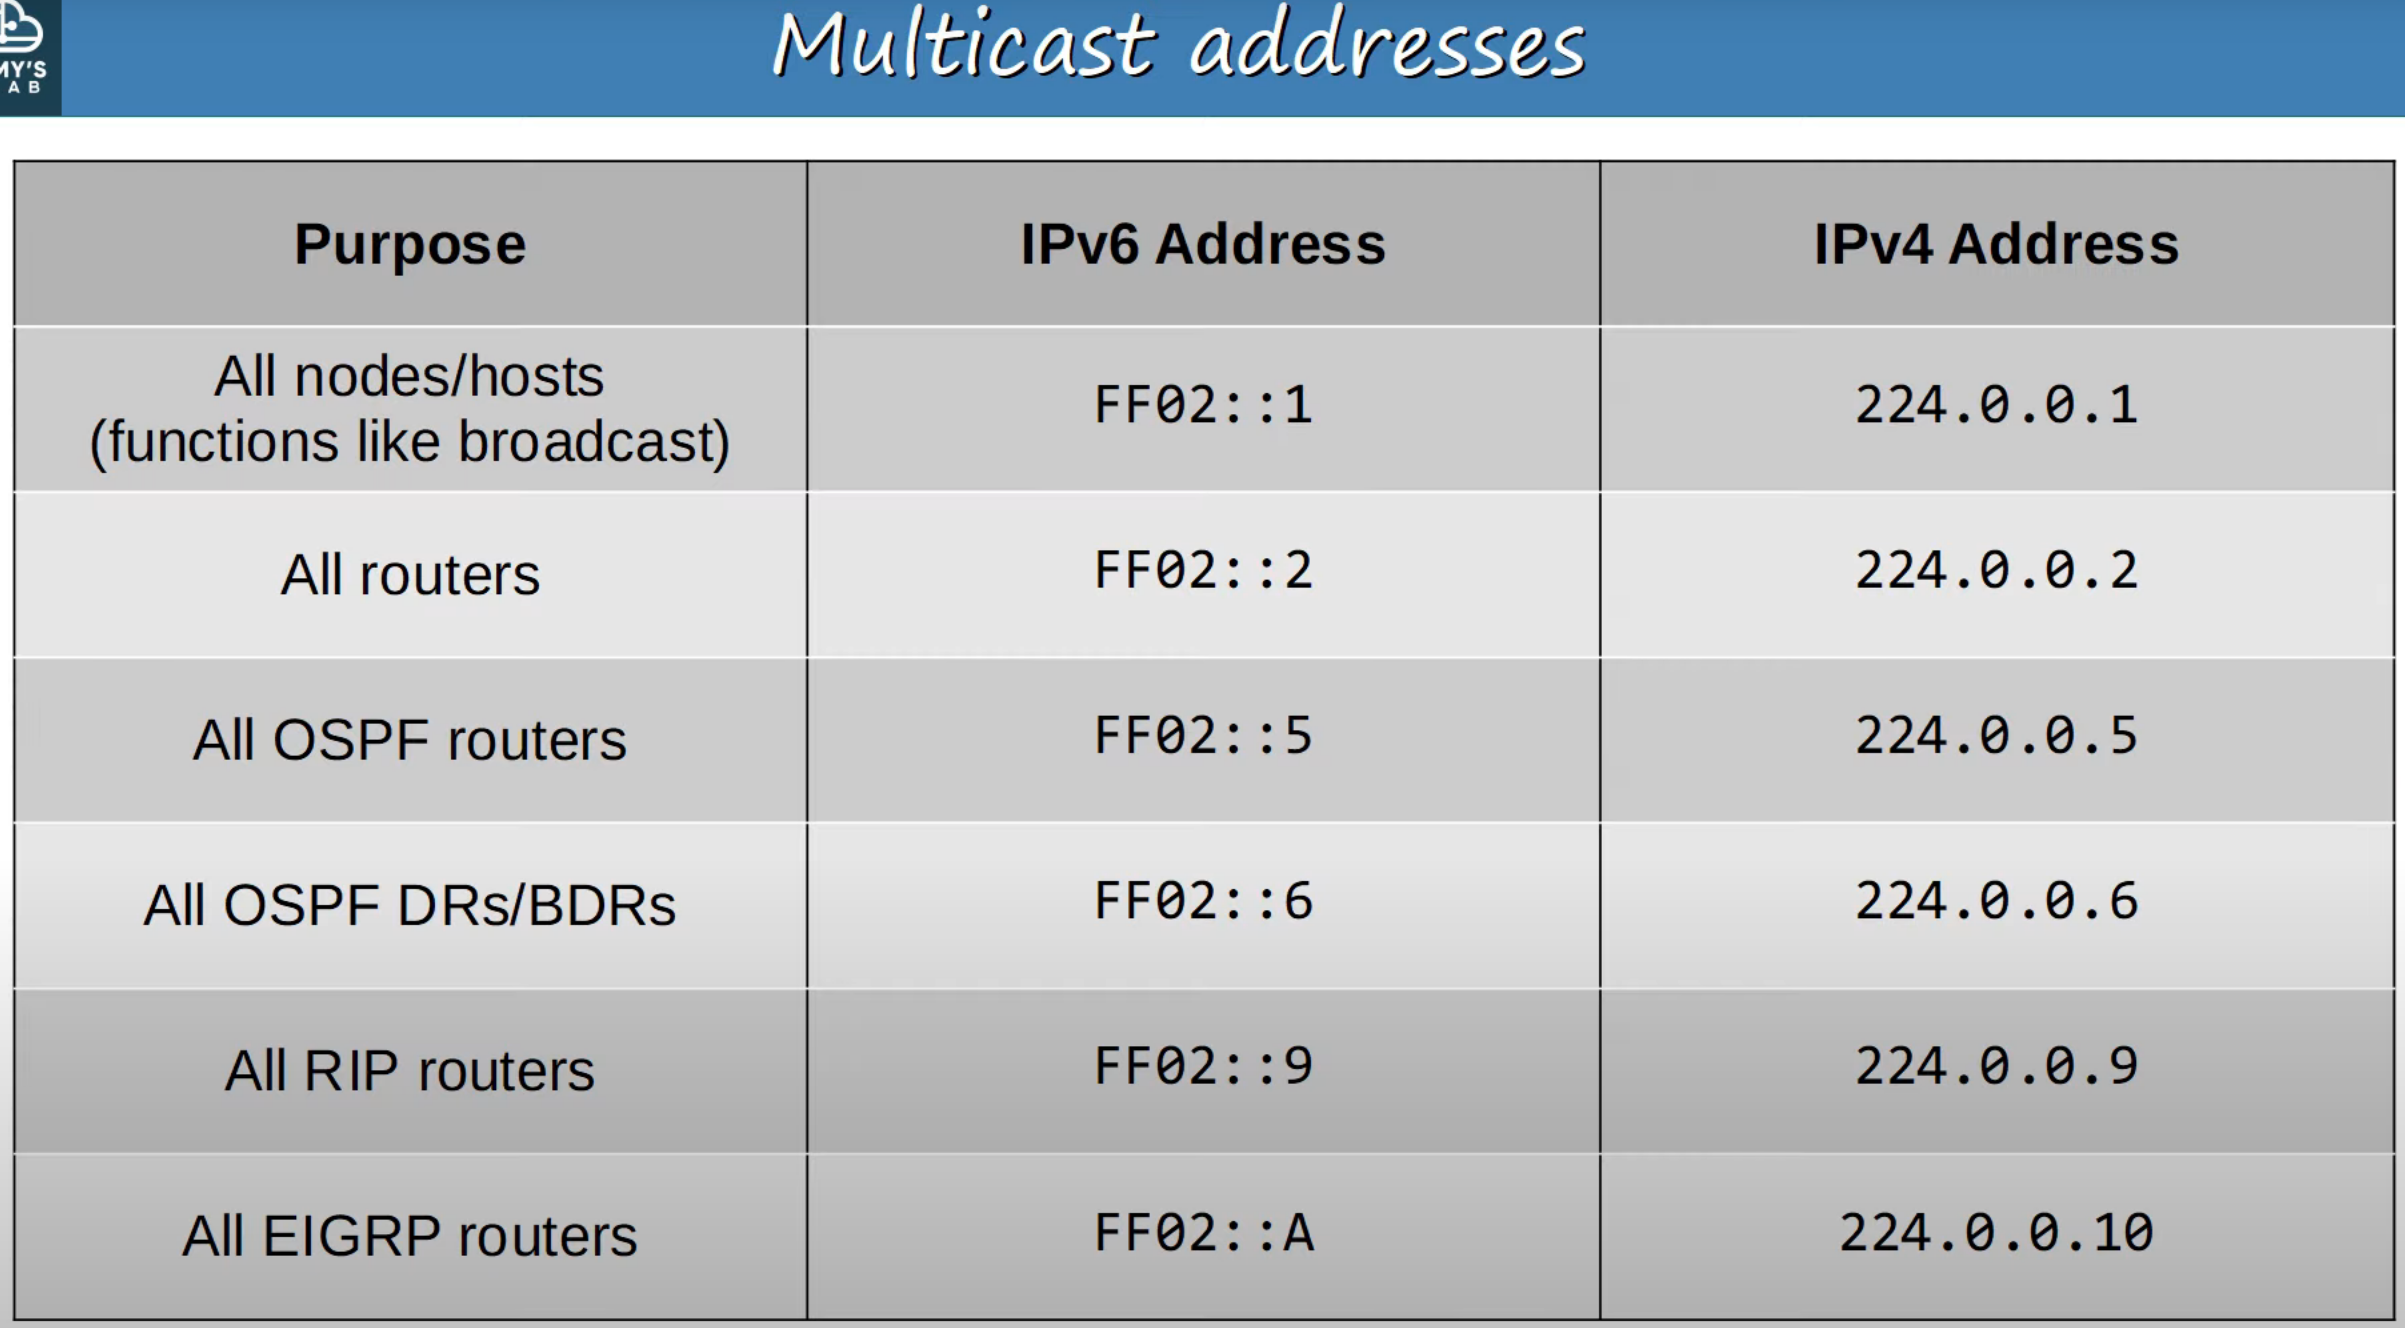 MY'S
AB
Multicast addresses
Purpose
IPv6 Address
IPv4 Address
All nodes/hosts
(functions like broadcast)
FF02::1
224.0.0.1
All routers
FF02::2
224.0.0.2
All OSPF routers
FF02::5
224.0.0.5
All OSPF DRs/BDRs
FF02::6
224.0.0.6
All RIP routers
FF02::9
224.0.0.9
All EIGRP routers
FF02::A
224.0.0.10